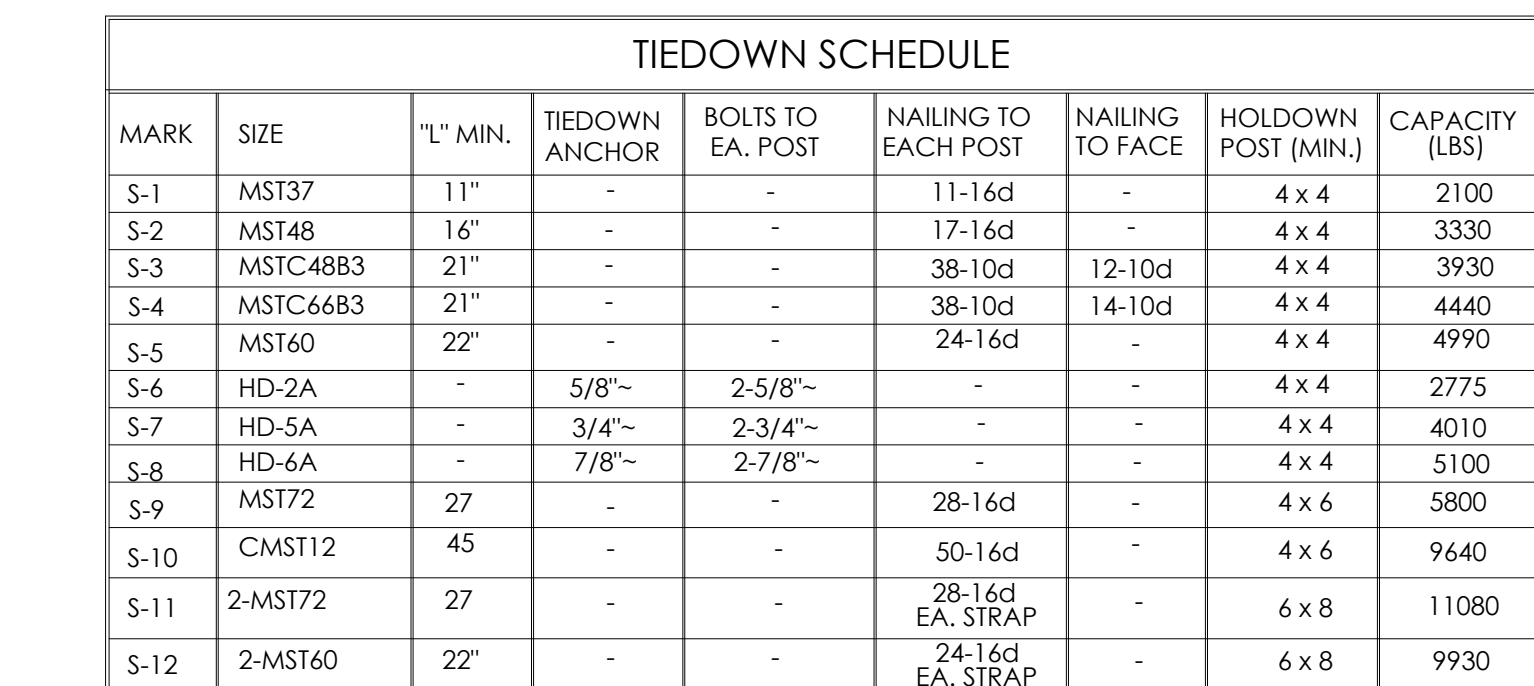 TIEDOWN SCHEDULE
MARK SIZE "L" MIN. TIEDOWN ANCHOR BOLTS TO EA. POST NAILING TO EACH POST NAILING TO FACE HOLDOWN POST (MIN.) CAPACITY (LBS)
S-1 MST37 11" - - 11-16d - 4 x 4 2100
S-2 MST48 16" - - 17-16d - 4 x 4 3330
S-3 MSTC48B3 21" - - 38-10d 12-10d 4 x 4 3930
S-4 MSTC66B3 21" - - 38-10d 14-10d 4 x 4 4440
S-5 MST60 22" - - 24-16d - 4 x 4 4990
S-6 HD-2A - 5/8"~ 2-5/8"~ - - 4 x 4 2775
S-7 HD-5A - 3/4"~ 2-3/4"~ - - 4 x 4 4010
S-8 HD-6A - 7/8"~ 2-7/8"~ - - 4 x 4 5100
S-9 MST72 27 - - 28-16d - 4 x 6 5800
S-10 CMST12 45 - - 50-16d - 4 x 6 9640
S-11 2-MST72 27 - - 28-16d EA. STRAP - 6 x 8 11080
S-12 2-MST60 22" - - 24-16d EA. STRAP - 6 x 8 9930